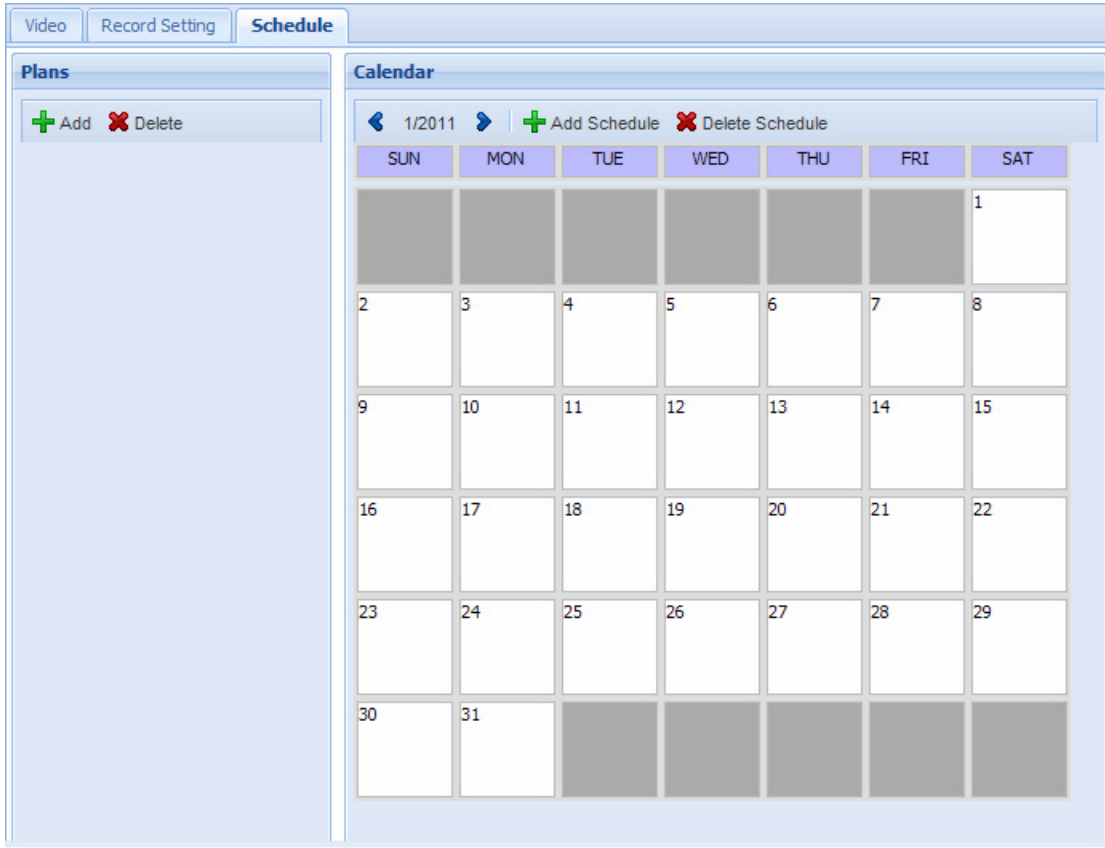 Video Record Setting Schedule
Plans
Add Delete
Calendar
1/2011 Add Schedule Delete Schedule
SUN MON TUE WED THU FRI SAT
1
2 3 4 5 6 7 8
9 10 11 12 13 14 15
16 17 18 19 20 21 22
23 24 25 26 27 28 29
30 31